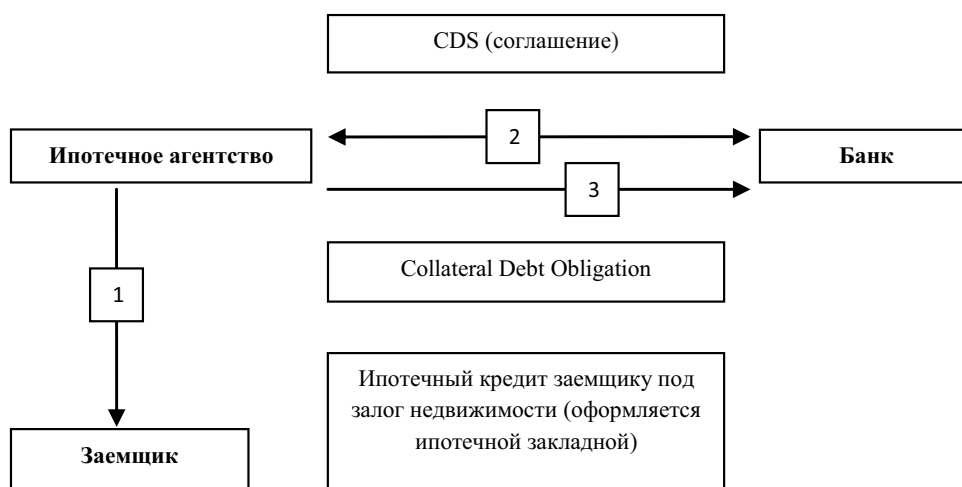 CDS (соглашение)
2
Ипотечное агентство
Банк
3
Collateral Debt Obligation
1
Ипотечный кредит заемщику под
залог недвижимости (оформляется
ипотечной закладной)
Заемщик